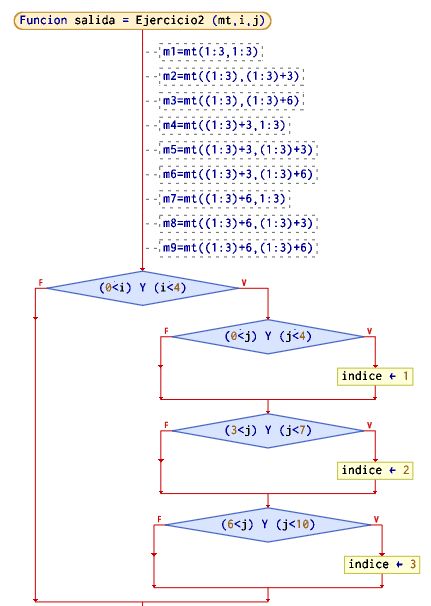 Funcion salida = Ejercicio2 (mt,i,j)
m1=mt(1:3,1:3)
m2=mt((1:3),(1:3)+3)
m3=mt((1:3),(1:3)+6)
m4=mt((1:3)+3,1:3)
m5=mt((1:3)+3,(1:3)+3)
m6=mt((1:3)+3,(1:3)+6)
m7=mt((1:3)+6,1:3)
m8=mt((1:3)+6,(1:3)+3)
m9=mt((1:3)+6,(1:3)+6)
F (0<i) Y (i<4) V
F (0<j) Y (j<4) V
indice ← 1
F (3<j) Y (j<7) V
indice ← 2
F (6<j) Y (j<10) V
indice ← 3